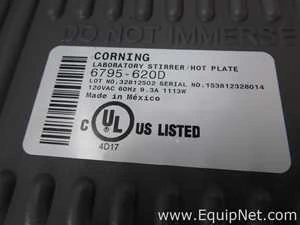 DO NOT IMMERSE
CORNING
LABORATORY STIRRER/HOT PLATE
6795-620D
LOT NO.32812502 SERIAL NO.153812328014
120VAC 60Hz 9.3A 1113W
Made in México
C UL US LISTED
4D17
www.EquipNet.com